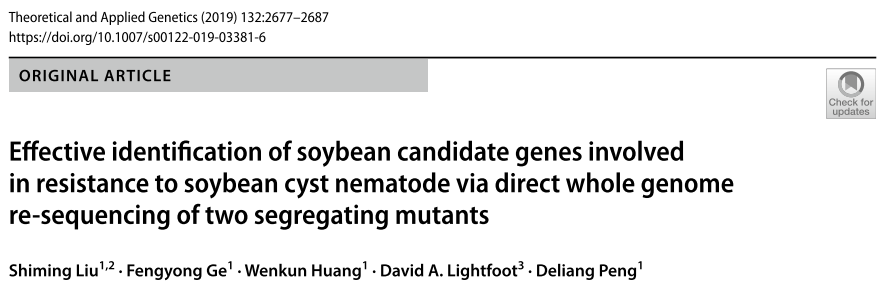 Theoretical and Applied Genetics (2019) 132:2677–2687
https://doi.org/10.1007/s00122-019-03381-6
ORIGINAL ARTICLE
Check for
updates
Effective identification of soybean candidate genes involved
in resistance to soybean cyst nematode via direct whole genome
re-sequencing of two segregating mutants
Shiming Liu1,2 · Fengyong Ge1 · Wenkun Huang1 · David A. Lightfoot3 · Deliang Peng1